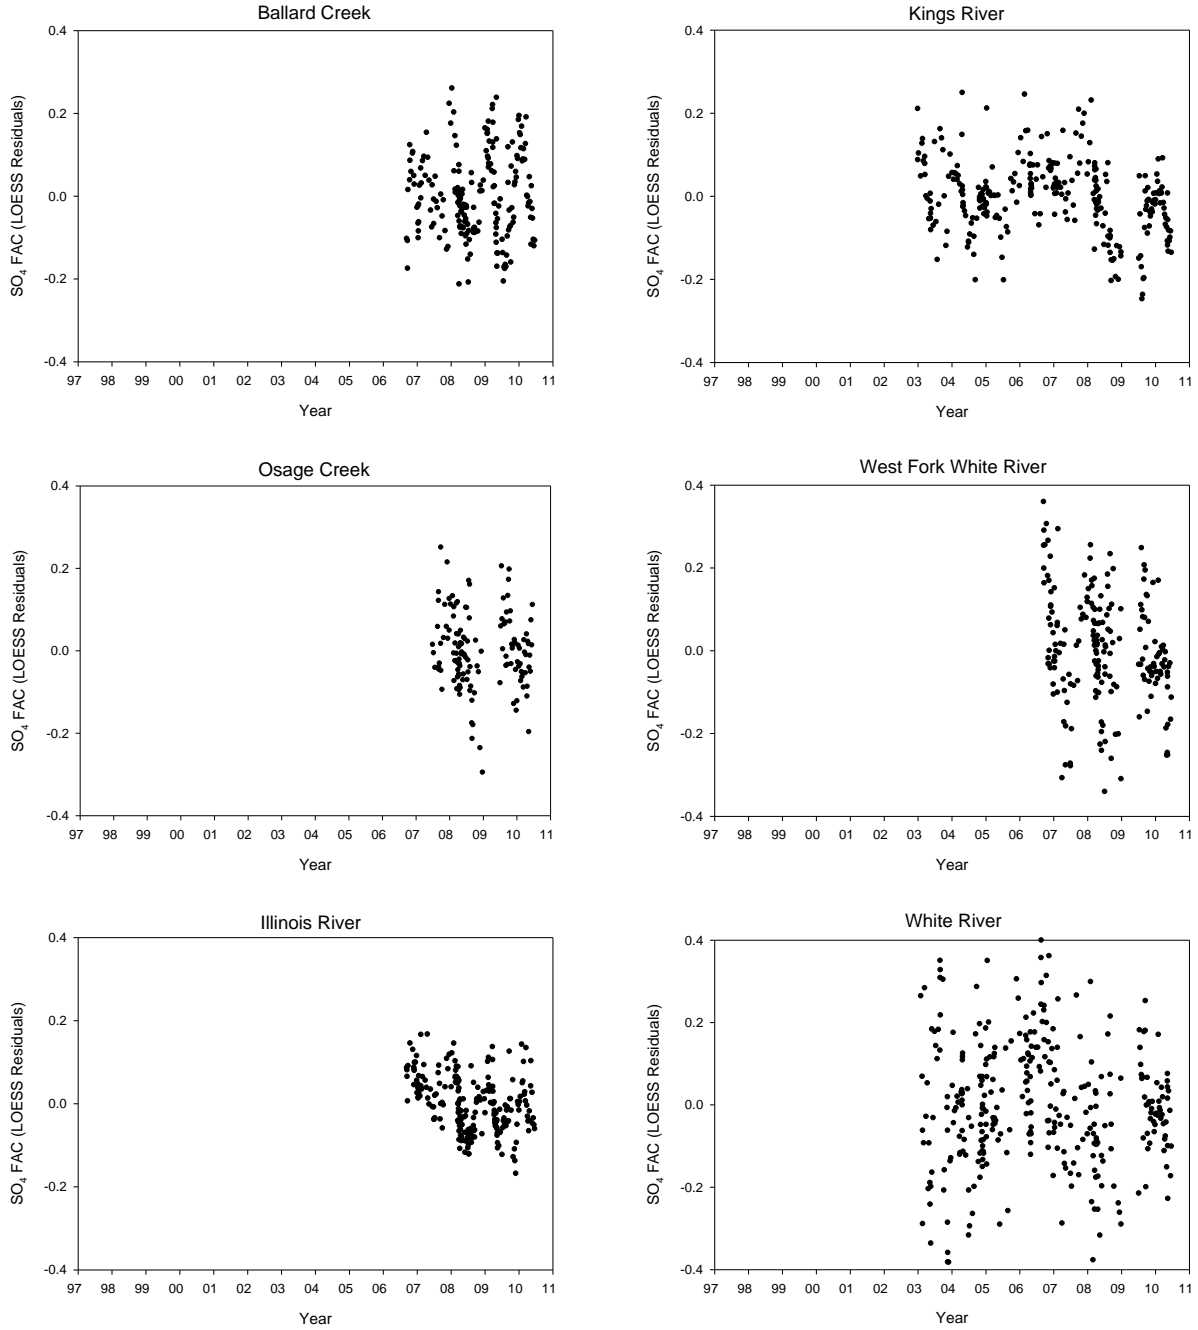 Ballard Creek
SO4 FAC (LOESS Residuals)
0.4
0.2
0.0
-0.2
-0.4
97 98 99 00 01 02 03 04 05 06 07 08 09 10 11
Year
Kings River
SO4 FAC (LOESS Residuals)
0.4
0.2
0.0
-0.2
-0.4
97 98 99 00 01 02 03 04 05 06 07 08 09 10 11
Year
Osage Creek
SO4 FAC (LOESS Residuals)
0.4
0.2
0.0
-0.2
-0.4
97 98 99 00 01 02 03 04 05 06 07 08 09 10 11
Year
West Fork White River
SO4 FAC (LOESS Residuals)
0.4
0.2
0.0
-0.2
-0.4
97 98 99 00 01 02 03 04 05 06 07 08 09 10 11
Year
Illinois River
SO4 FAC (LOESS Residuals)
0.4
0.2
0.0
-0.2
-0.4
97 98 99 00 01 02 03 04 05 06 07 08 09 10 11
Year
White River
SO4 FAC (LOESS Residuals)
0.4
0.2
0.0
-0.2
-0.4
97 98 99 00 01 02 03 04 05 06 07 08 09 10 11
Year